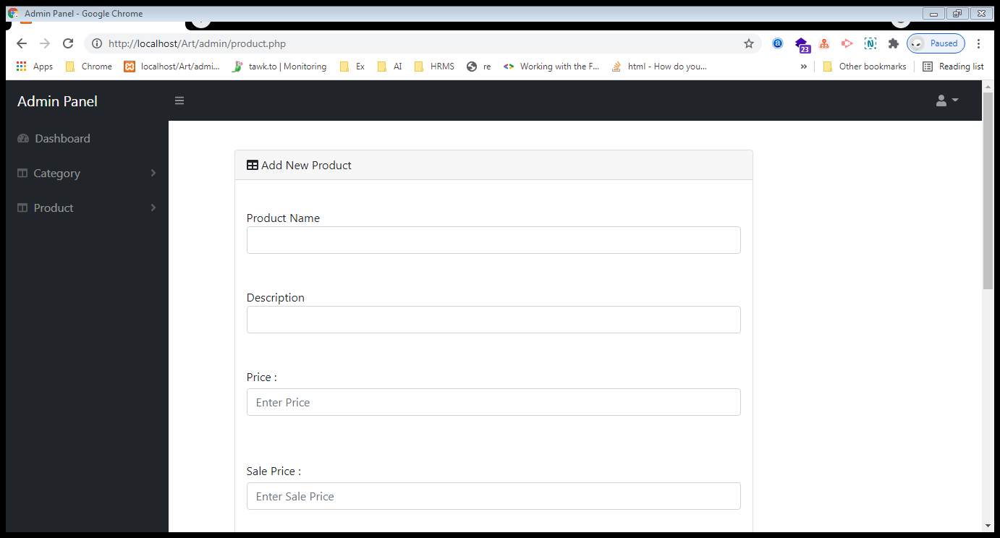 Admin Panel - Google Chrome
http://localhost/Art/admin/product.php
23
Paused
Apps
Chrome
localhost/Art/admi...
tawk.to | Monitoring
Ex
AI
HRMS
re
Working with the F...
html - How do you...
»
Other bookmarks
Reading list
Admin Panel
Dashboard
Category
Product
Add New Product
Product Name
Description
Price :
Enter Price
Sale Price :
Enter Sale Price